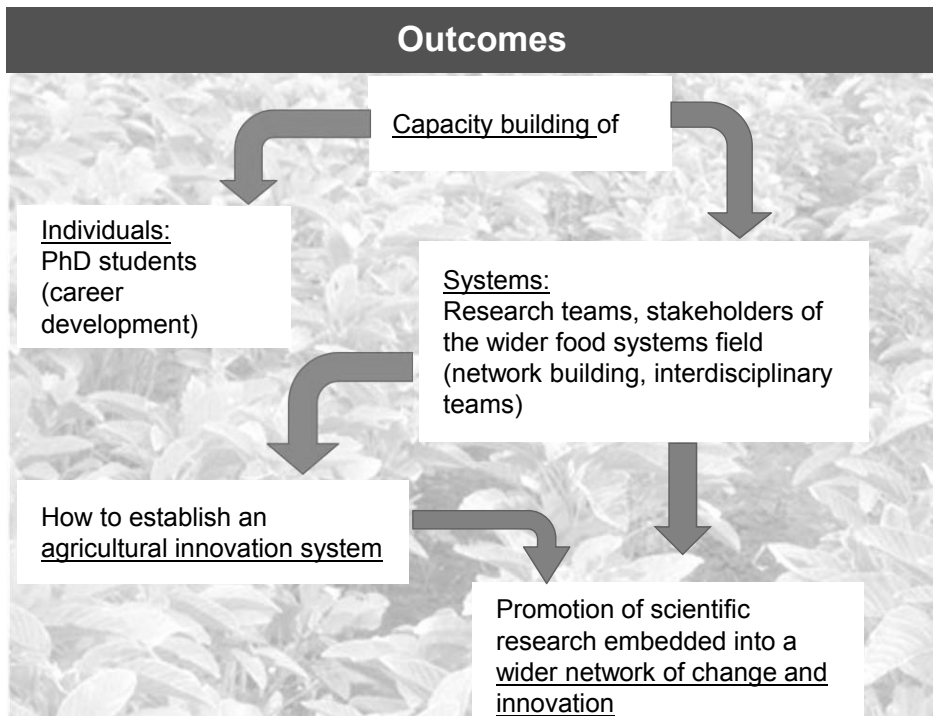 Outcomes
Capacity building of
Individuals:
PhD students
(career
development)
Systems:
Research teams, stakeholders of
the wider food systems field
(network building, interdisciplinary
teams)
How to establish an
agricultural innovation system
Promotion of scientific
research embedded into a
wider network of change and
innovation